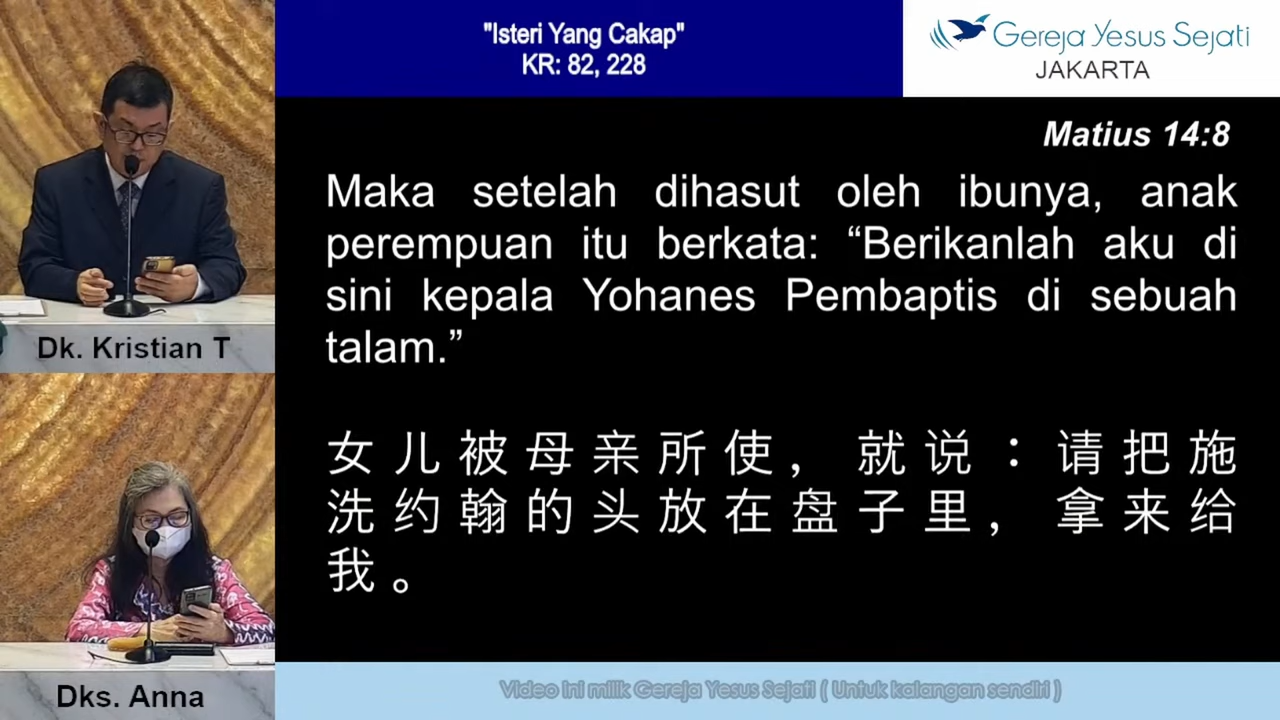 "Isteri Yang Cakap"
KR: 82, 228
Gereja Yesus Sejati
JAKARTA
Matius 14:8
Maka setelah dihasut oleh ibunya, anak
perempuan itu berkata: “Berikanlah aku di
sini kepala Yohanes Pembaptis di sebuah
talam.”
女儿被母亲所使，就说：请把施
洗约翰的头放在盘子里，拿来给
我。
Dk. Kristian T
Dks. Anna
Video ini milik Gereja Yesus Sejati ( Untuk kalangan sendiri )